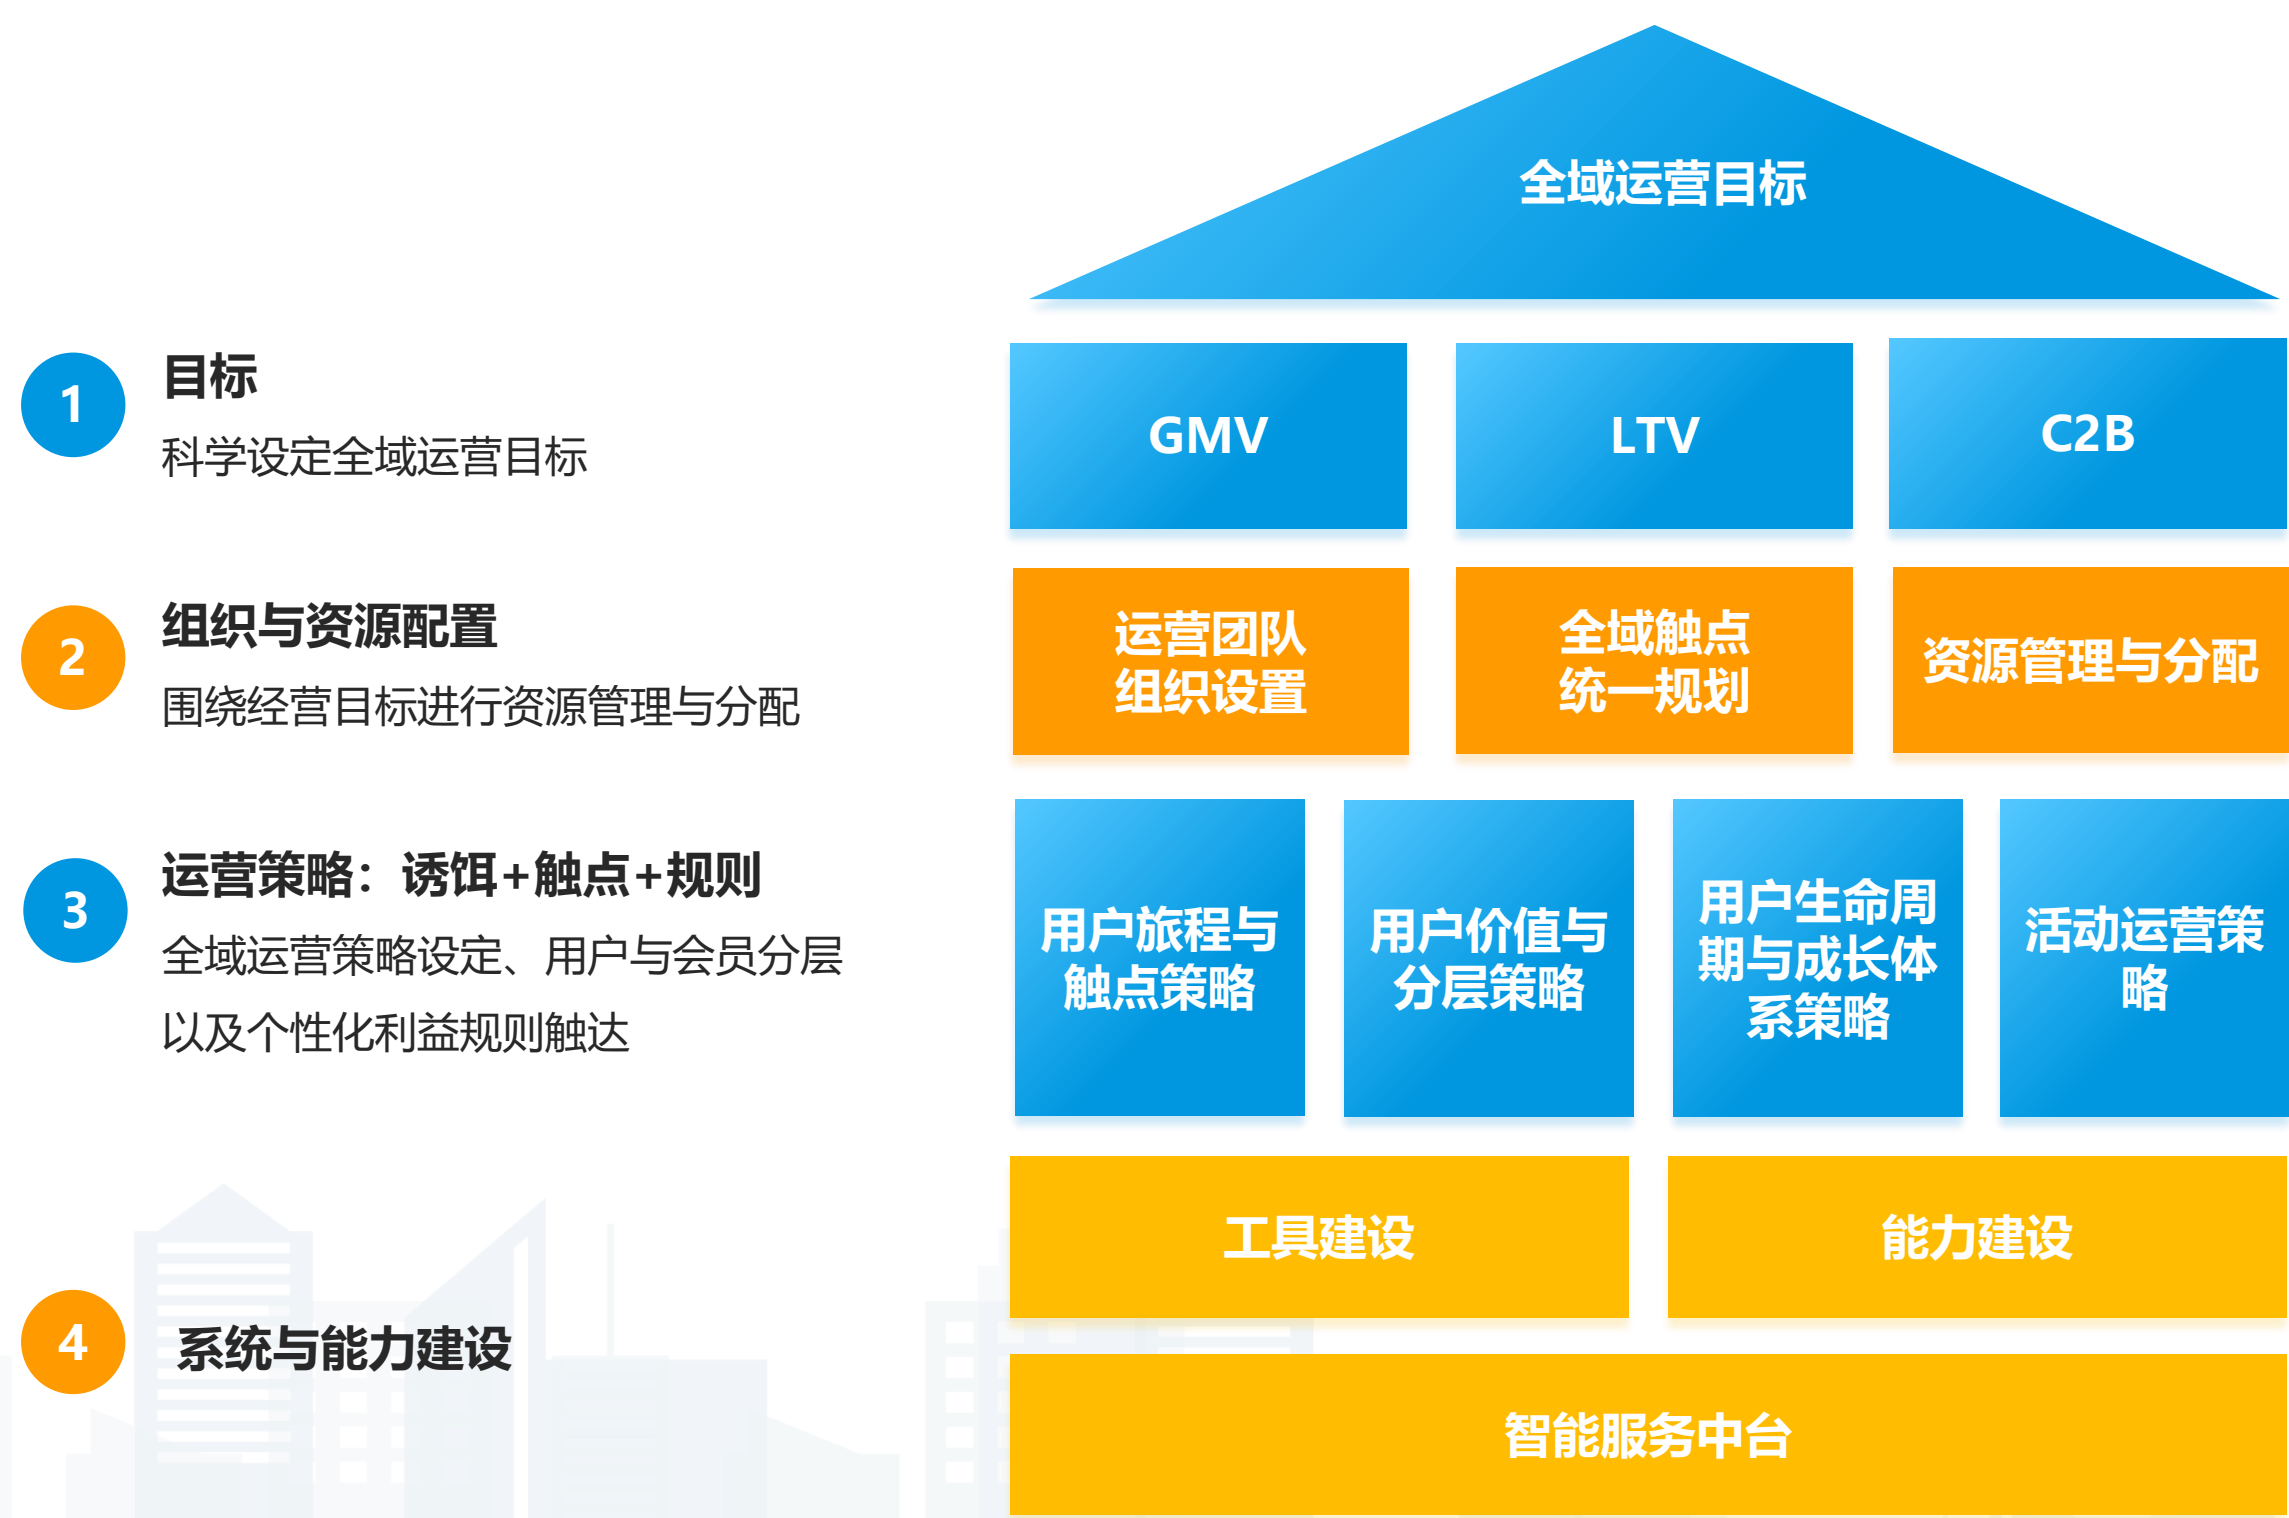 全域运营目标
1
目标
科学设定全域运营目标
GMV
LTV
C2B
2
组织与资源配置
围绕经营目标进行资源管理与分配
运营团队
组织设置
全域触点
统一规划
资源管理与分配
3
运营策略：诱饵+触点+规则
全域运营策略设定、用户与会员分层
以及个性化利益规则触达
用户旅程与
触点策略
用户价值与
分层策略
用户生命周
期与成长体
系策略
活动运营策
略
4
系统与能力建设
工具建设
能力建设
智能服务中台